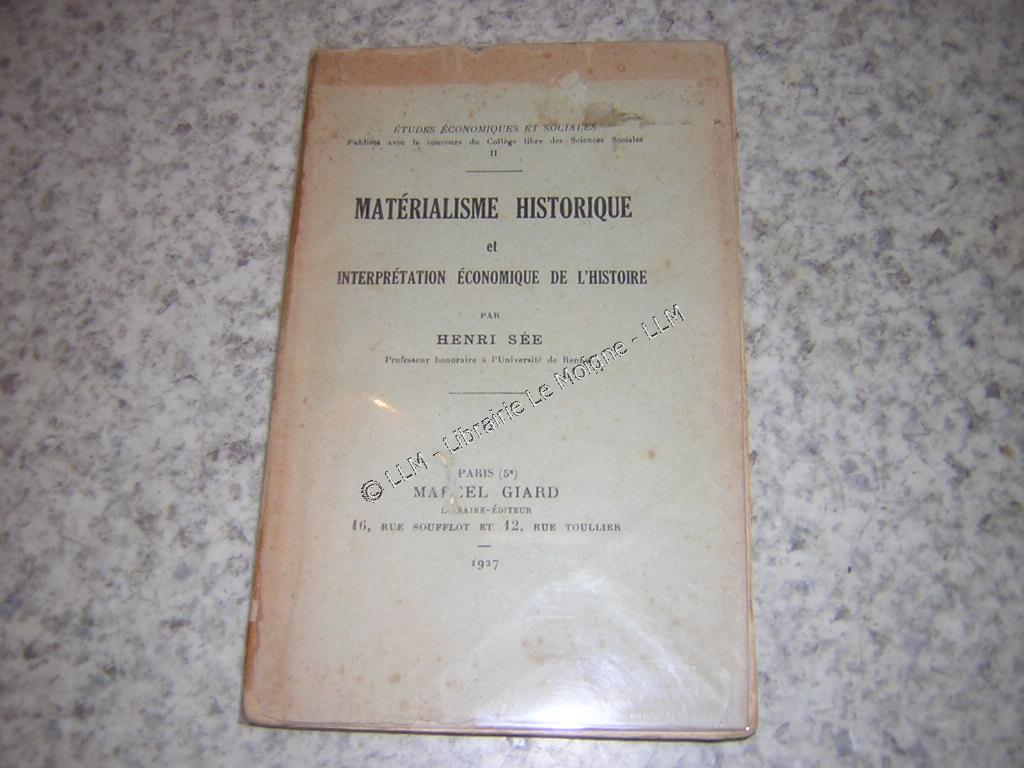 ÉTUDES ÉCONOMIQUES ET SOCIALES
Publiées avec le concours du Collège libre des Sciences Sociales
II
MATÉRIALISME HISTORIQUE
et
INTERPRÉTATION ÉCONOMIQUE DE L'HISTOIRE
PAR
HENRI SÉE
Professeur honoraire à l'Université de Rennes
© LLM - Librairie Le Moigne - LLM
PARIS (5e)
MARCEL GIARD
LIBRAIRE-ÉDITEUR
16, RUE SOUFFLOT ET 12, RUE TOULLIER
1927